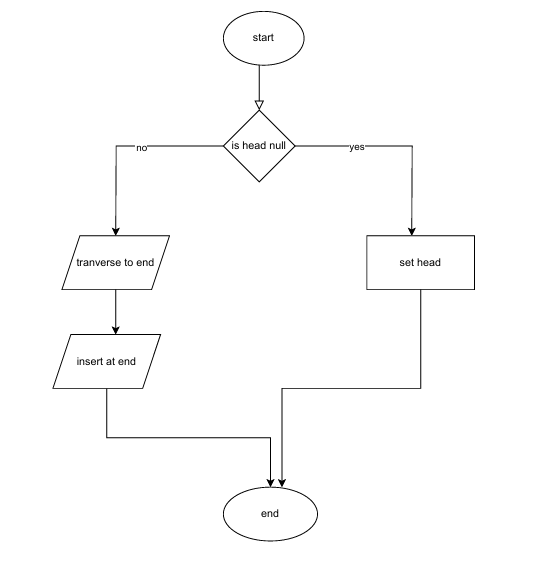 start
is head null
no
yes
tranverse to end
set head
insert at end
end